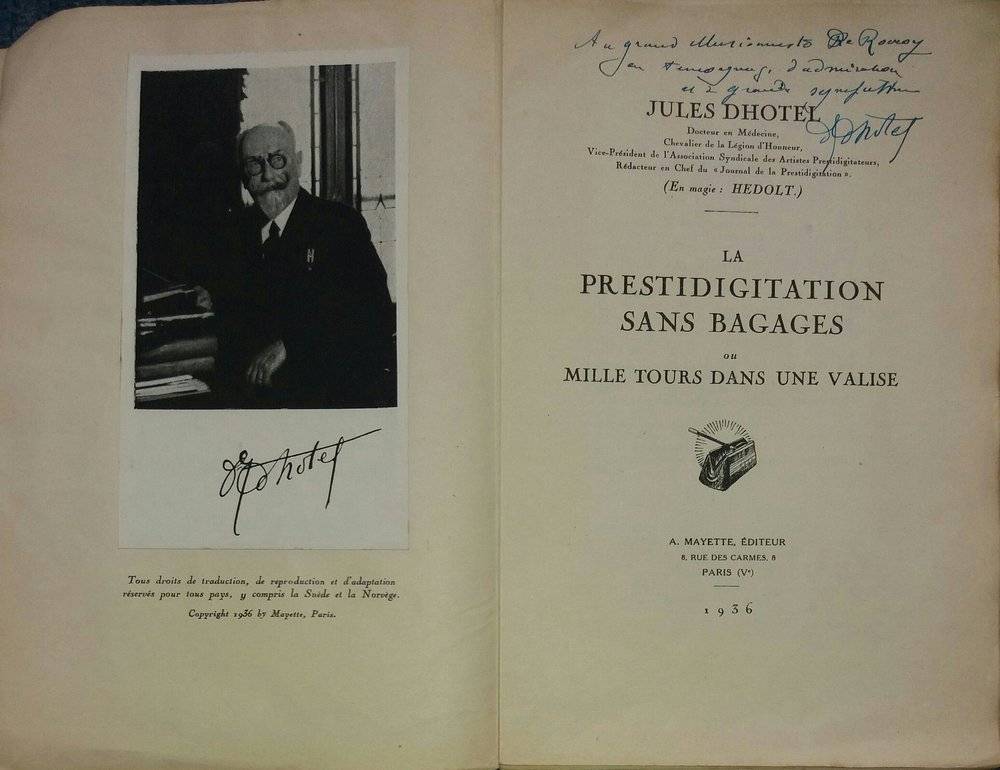 Dr Dhotel
Tous droits de traduction, de reproduction et d'adaptation
réservés pour tous pays, y compris la Suède et la Norvège.
Copyright 1936 by Mayette, Paris.
Au grand illusionniste De Rovroy
en témoignage d'admiration
et de grande sympathie
Dr Dhotel
JULES DHOTEL
Docteur en Médecine,
Chevalier de la Légion d'Honneur,
Vice-Président de l'Association Syndicale des Artistes Prestidigitateurs,
Rédacteur en Chef du « Journal de la Prestidigitation ».
(En magie : HEDOLT.)
LA
PRESTIDIGITATION
SANS BAGAGES
ou
MILLE TOURS DANS UNE VALISE
A. MAYETTE, ÉDITEUR
8, RUE DES CARMES, 8
PARIS (Vᵉ)
1936